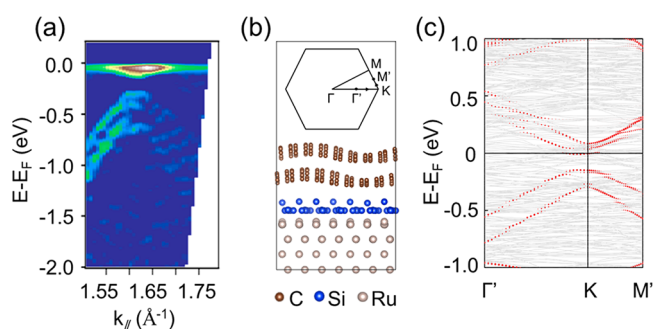 (a)
0.0
-0.5
-1.0
-1.5
-2.0
E-E_F (eV)
1.55 1.65 1.75
k_// (Å⁻¹)
(b)
M
M'
Γ Γ' K
C Si Ru
(c)
1.0
0.5
0
-0.5
-1.0
E-E_F (eV)
Γ' K M'